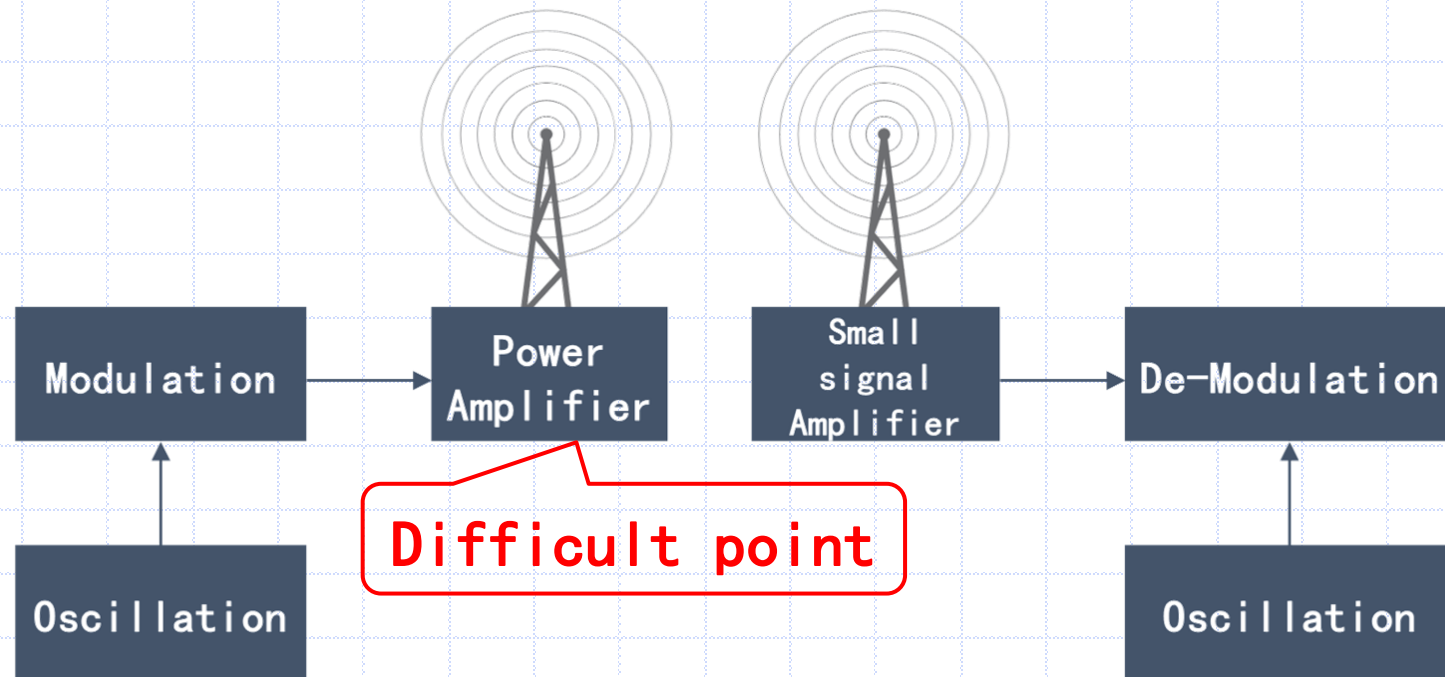 Modulation
Power
Amplifier
Small
signal
Amplifier
De-Modulation
Difficult point
Oscillation
Oscillation